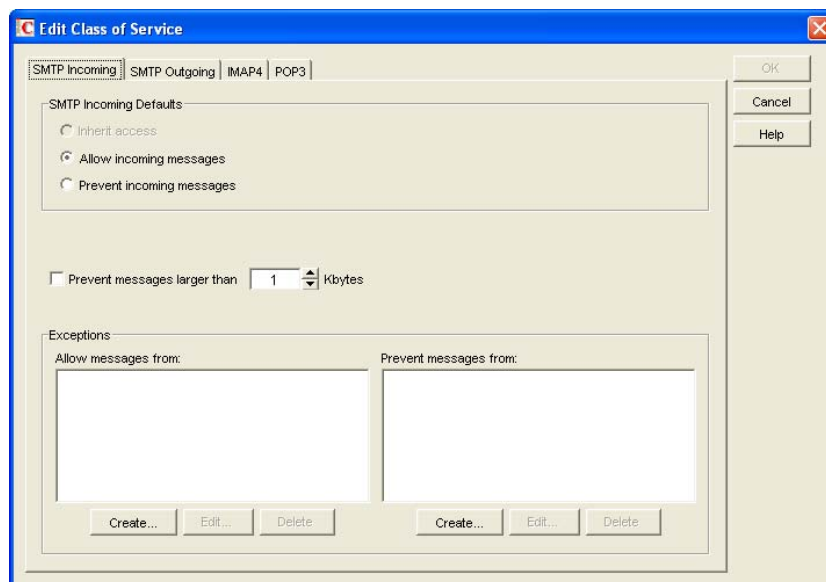 Edit Class of Service
SMTP Incoming SMTP Outgoing IMAP4 POP3
OK
Cancel
Help
SMTP Incoming Defaults
Inherit access
Allow incoming messages
Prevent incoming messages
Prevent messages larger than 1 Kbytes
Exceptions
Allow messages from: Prevent messages from:
Create... Edit... Delete Create... Edit... Delete